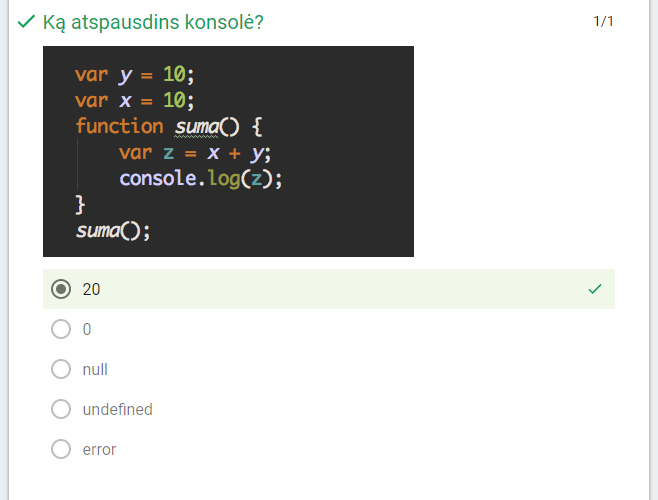 Ką atspausdins konsolė?
1/1
var y = 10;
var x = 10;
function suma() {
var z = x + y;
console.log(z);
}
suma();
20
0
null
undefined
error